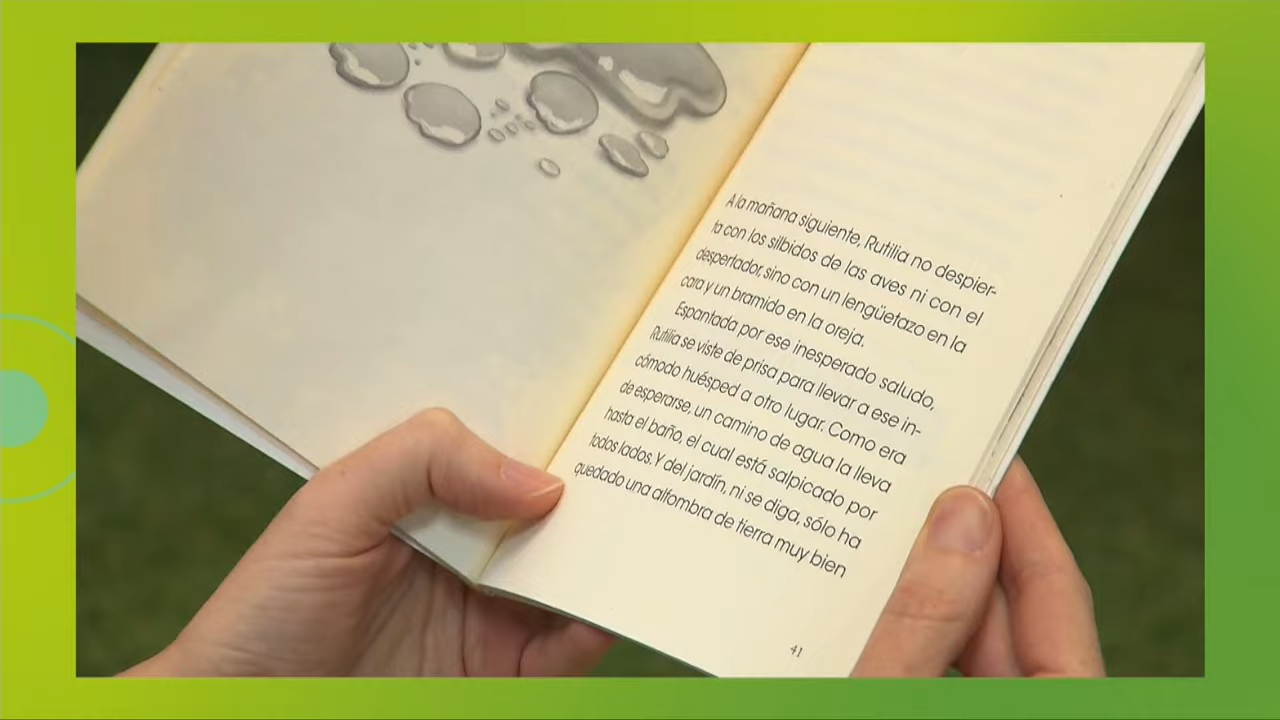 A la mañana siguiente, Rutilia no despier-
ta con los silbidos de las aves ni con el
despertador, sino con un lengüetazo en la
cara y un bramido en la oreja.
Espantada por ese inesperado saludo,
Rutilia se viste de prisa para llevar a ese in-
cómodo huésped a otro lugar. Como era
de esperarse, un camino de agua la lleva
hasta el baño, el cual está salpicado por
todos lados. Y del jardín, ni se diga, sólo ha
quedado una alfombra de tierra muy bien
41